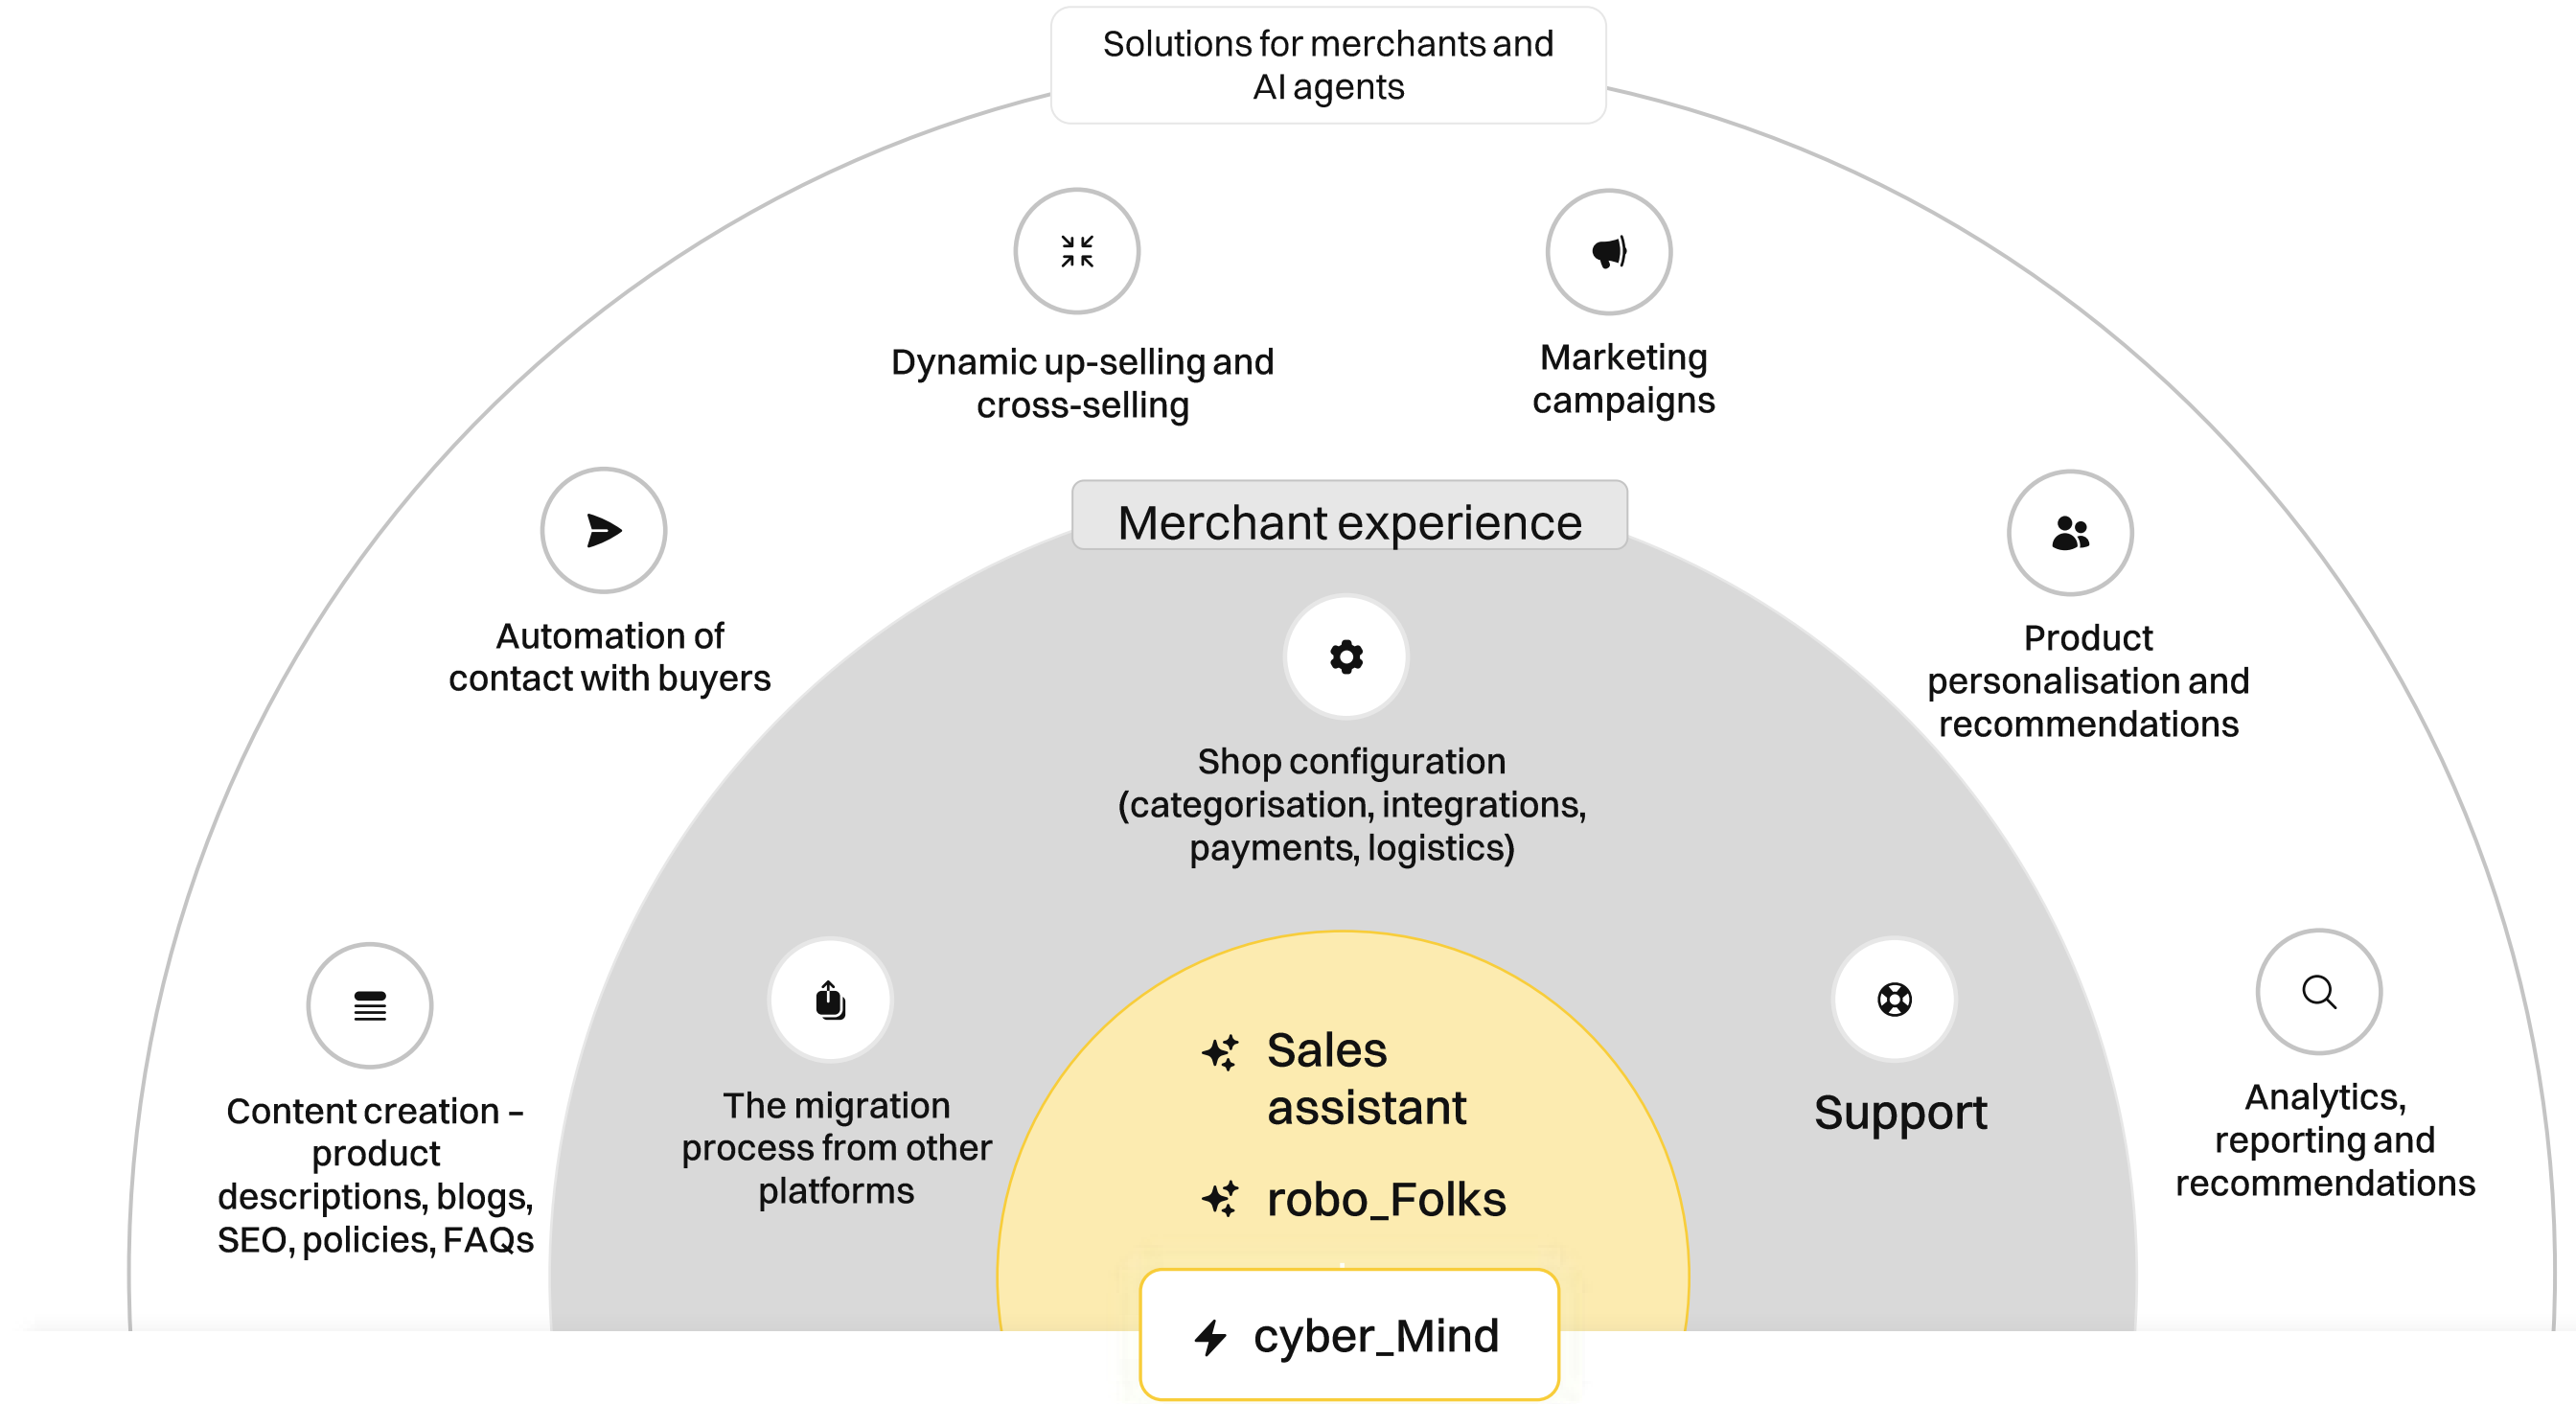 Solutions for merchants and
AI agents
Dynamic up-selling and
cross-selling
Marketing
campaigns
Merchant experience
Automation of
contact with buyers
Product
personalisation and
recommendations
Shop configuration
(categorisation, integrations,
payments, logistics)
Content creation –
product
descriptions, blogs,
SEO, policies, FAQs
The migration
process from other
platforms
Sales
assistant
robo_Folks
Support
Analytics,
reporting and
recommendations
cyber_Mind